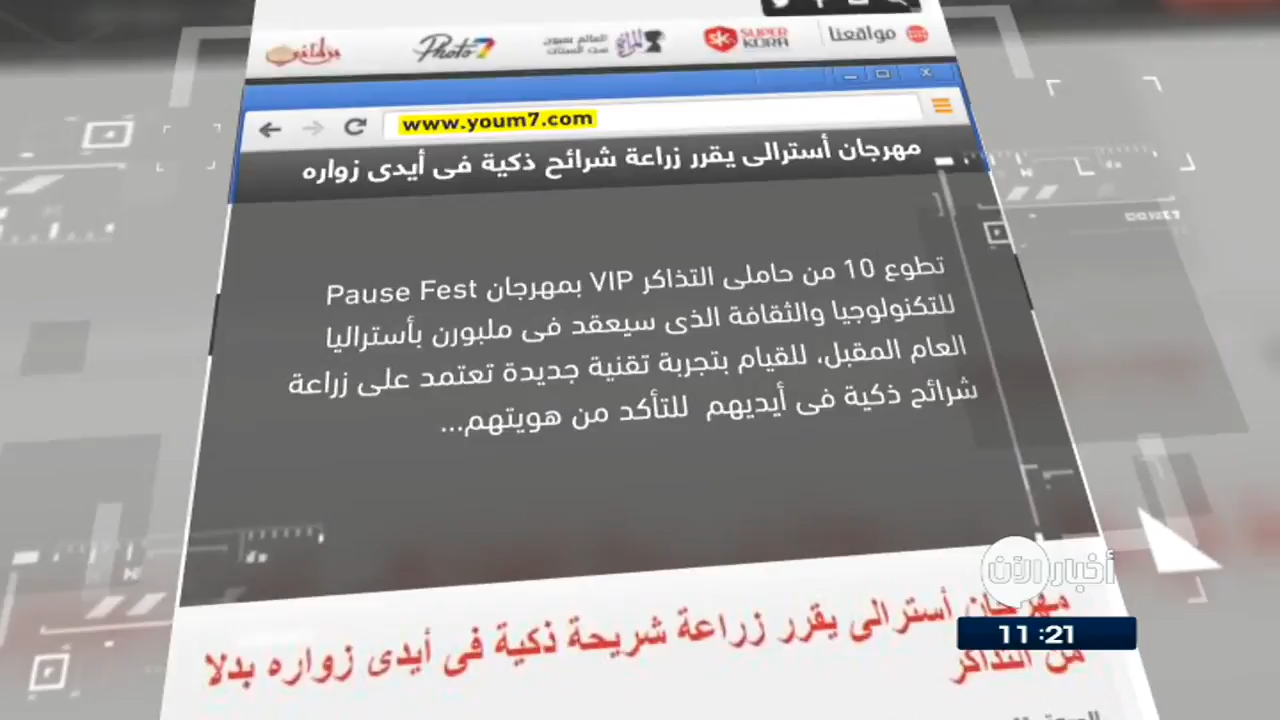 مواقعنا
SUPER KORA
Photo 7
www.youm7.com
مهرجان أسترالى يقرر زراعة شرائح ذكية فى أيدى زواره
تطوع 10 من حاملى التذاكر VIP بمهرجان Pause Fest
للتكنولوجيا والثقافة الذى سيعقد فى ملبورن بأستراليا
العام المقبل، للقيام بتجربة تقنية جديدة تعتمد على زراعة
شرائح ذكية فى أيديهم للتأكد من هويتهم...
أخبار الآن
مهرجان أسترالى يقرر زراعة شريحة ذكية فى أيدى زواره بدلا
11:21
من التذاكر